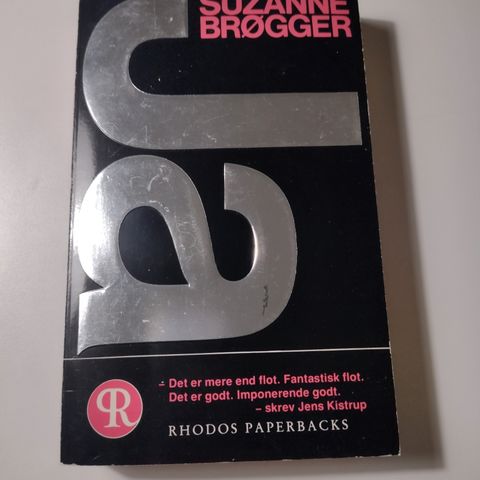 SUZANNE
BRØGGER
Ja
– Det er mere end flot. Fantastisk flot.
Det er godt. Imponerende godt.
– skrev Jens Kistrup
R
RHODOS PAPERBACKS